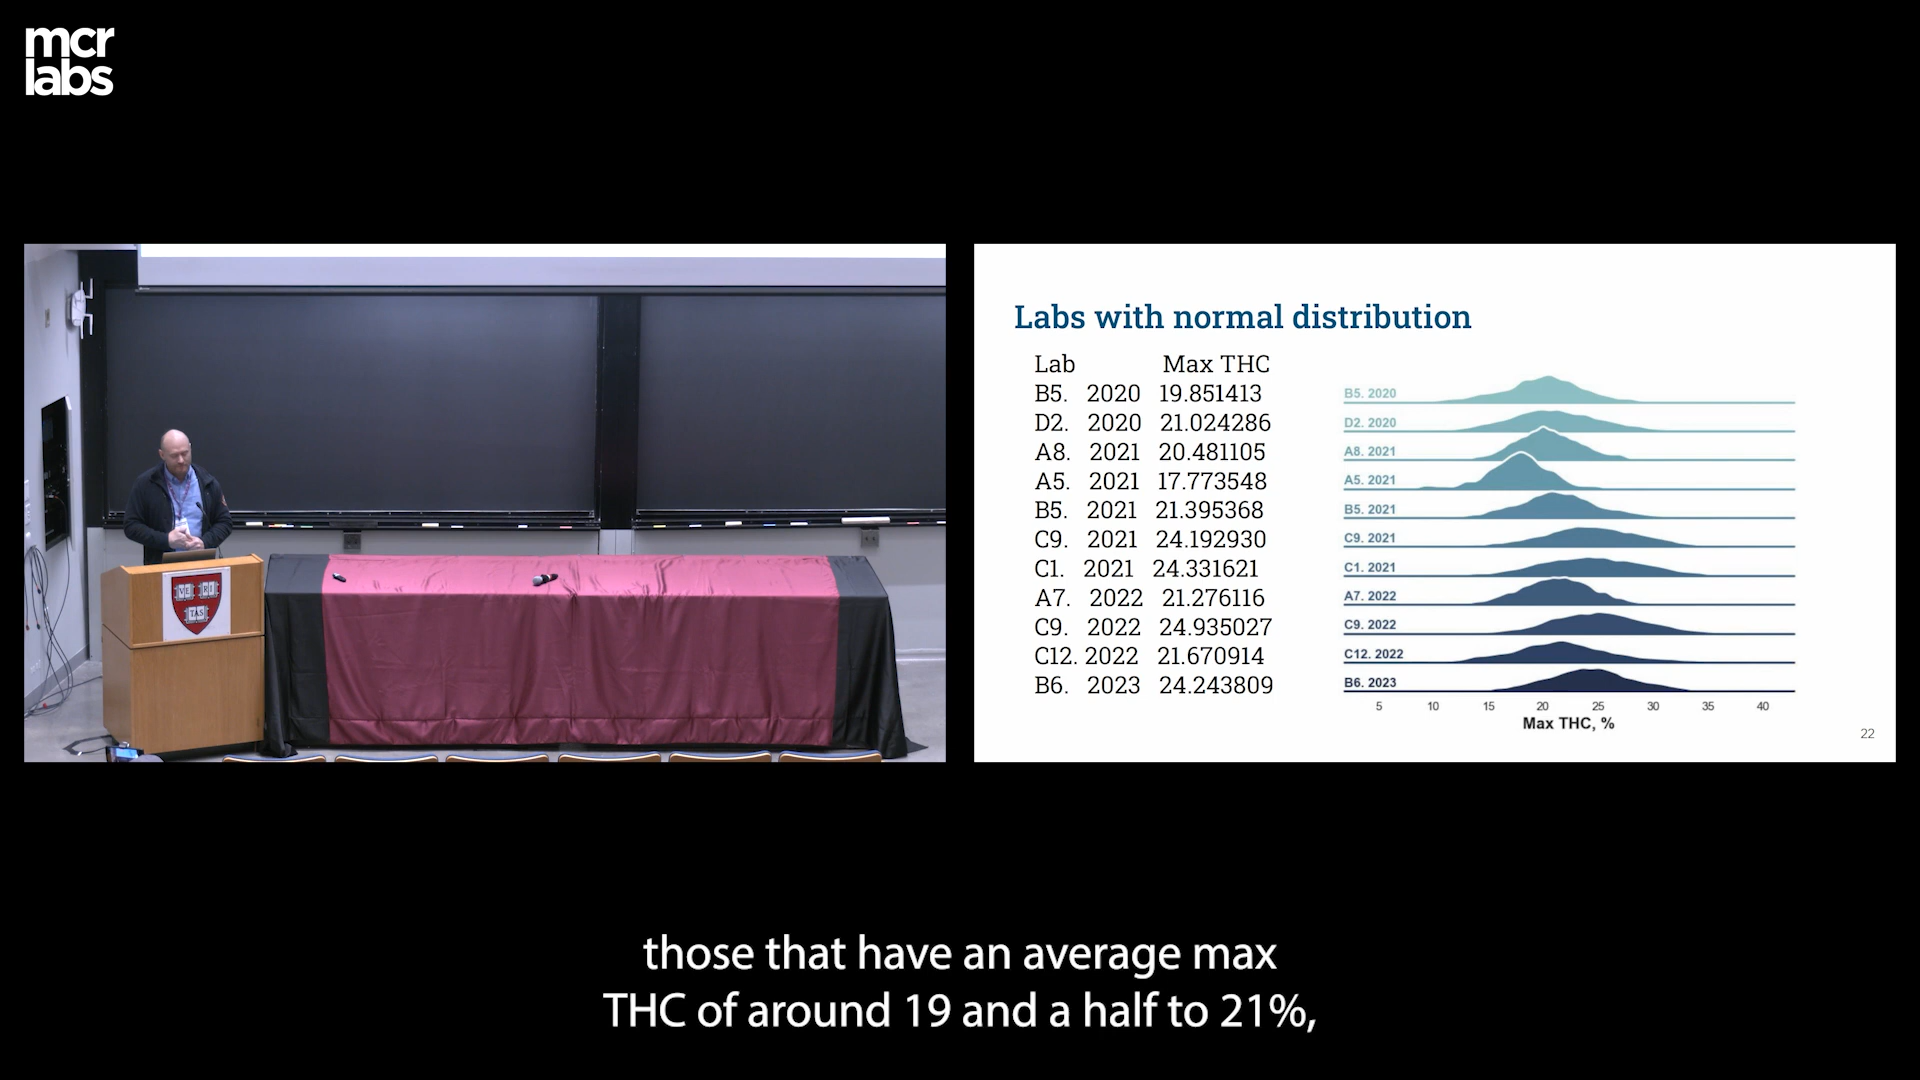 mcr
labs
Labs with normal distribution
Lab Max THC
B5. 2020 19.851413
D2. 2020 21.024286
A8. 2021 20.481105
A5. 2021 17.773548
B5. 2021 21.395368
C9. 2021 24.192930
C1. 2021 24.331621
A7. 2022 21.276116
C9. 2022 24.935027
C12. 2022 21.670914
B6. 2023 24.243809
B5. 2020
D2. 2020
A8. 2021
A5. 2021
B5. 2021
C9. 2021
C1. 2021
A7. 2022
C9. 2022
C12. 2022
B6. 2023
5 10 15 20 25 30 35 40
Max THC, %
22
VE RI
TAS
those that have an average max
THC of around 19 and a half to 21%,